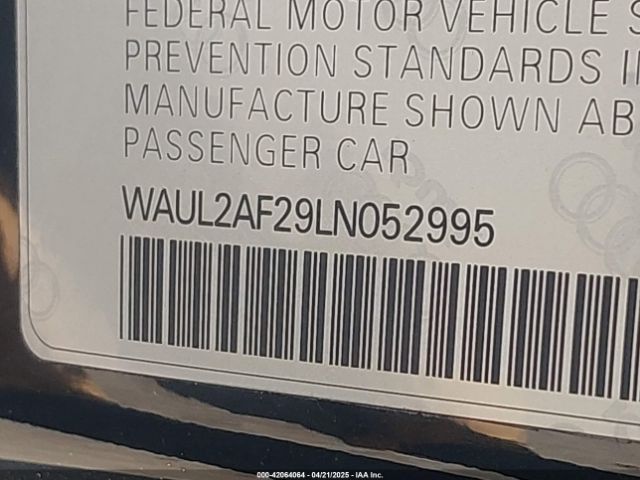 FEDERAL MOTOR VEHICLE S
PREVENTION STANDARDS I
MANUFACTURE SHOWN AB
PASSENGER CAR
WAUL2AF29LN052995
000-42064064 - 04/21/2025 - IAA Inc.